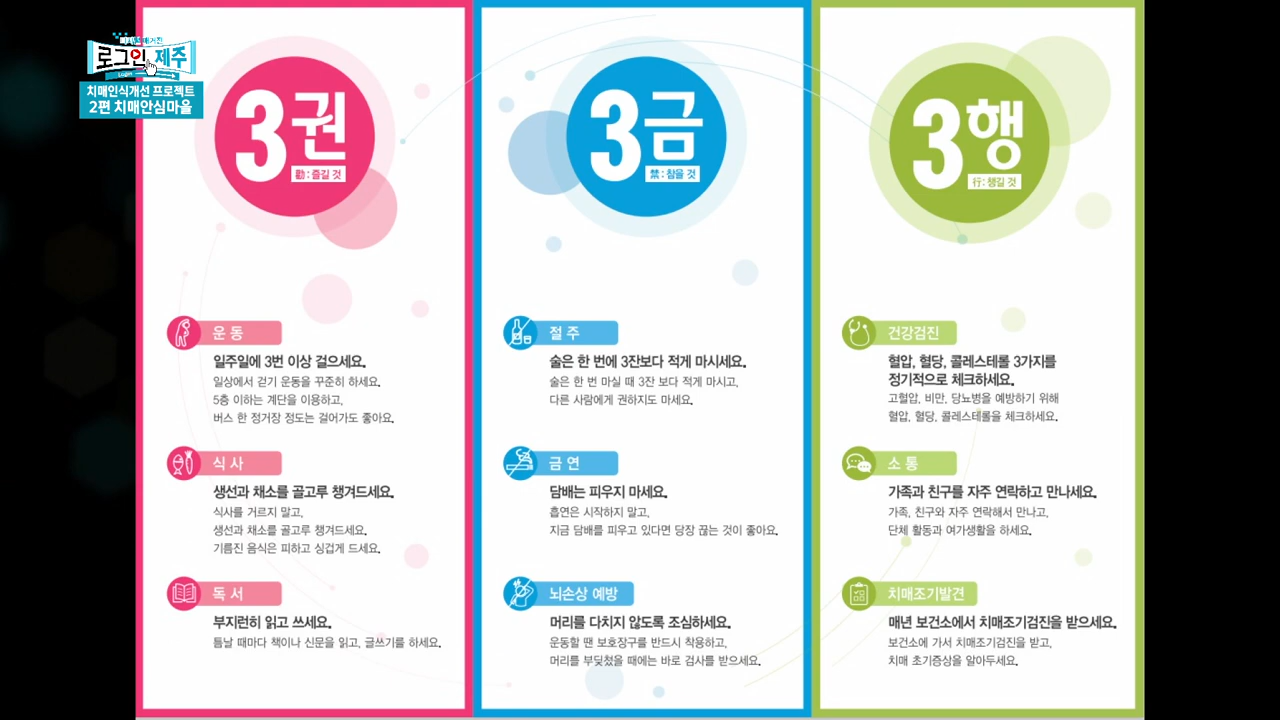 로그인 제주
치매인식개선 프로젝트
2편 치매안심마을
3권
勸 : 즐길 것
운 동
일주일에 3번 이상 걸으세요.
일상에서 걷기 운동을 꾸준히 하세요.
5층 이하는 계단을 이용하고,
버스 한 정거장 정도는 걸어가도 좋아요.
식 사
생선과 채소를 골고루 챙겨드세요.
식사를 거르지 말고,
생선과 채소를 골고루 챙겨드세요.
기름진 음식은 피하고 싱겁게 드세요.
독 서
부지런히 읽고 쓰세요.
틈날 때마다 책이나 신문을 읽고, 글쓰기를 하세요.
3금
禁 : 참을 것
절 주
술은 한 번에 3잔보다 적게 마시세요.
술은 한 번 마실 때 3잔 보다 적게 마시고,
다른 사람에게 권하지도 마세요.
금 연
담배는 피우지 마세요.
흡연은 시작하지 말고,
지금 담배를 피우고 있다면 당장 끊는 것이 좋아요.
뇌손상 예방
머리를 다치지 않도록 조심하세요.
운동할 땐 보호장구를 반드시 착용하고,
머리를 부딪쳤을 때에는 바로 검사를 받으세요.
3행
行 : 챙길 것
건강검진
혈압, 혈당, 콜레스테롤 3가지를
정기적으로 체크하세요.
고혈압, 비만, 당뇨병을 예방하기 위해
혈압, 혈당, 콜레스테롤을 체크하세요.
소 통
가족과 친구를 자주 연락하고 만나세요.
가족, 친구와 자주 연락해서 만나고,
단체 활동과 여가생활을 하세요.
치매조기발견
매년 보건소에서 치매조기검진을 받으세요.
보건소에 가서 치매조기검진을 받고,
치매 초기증상을 알아두세요.